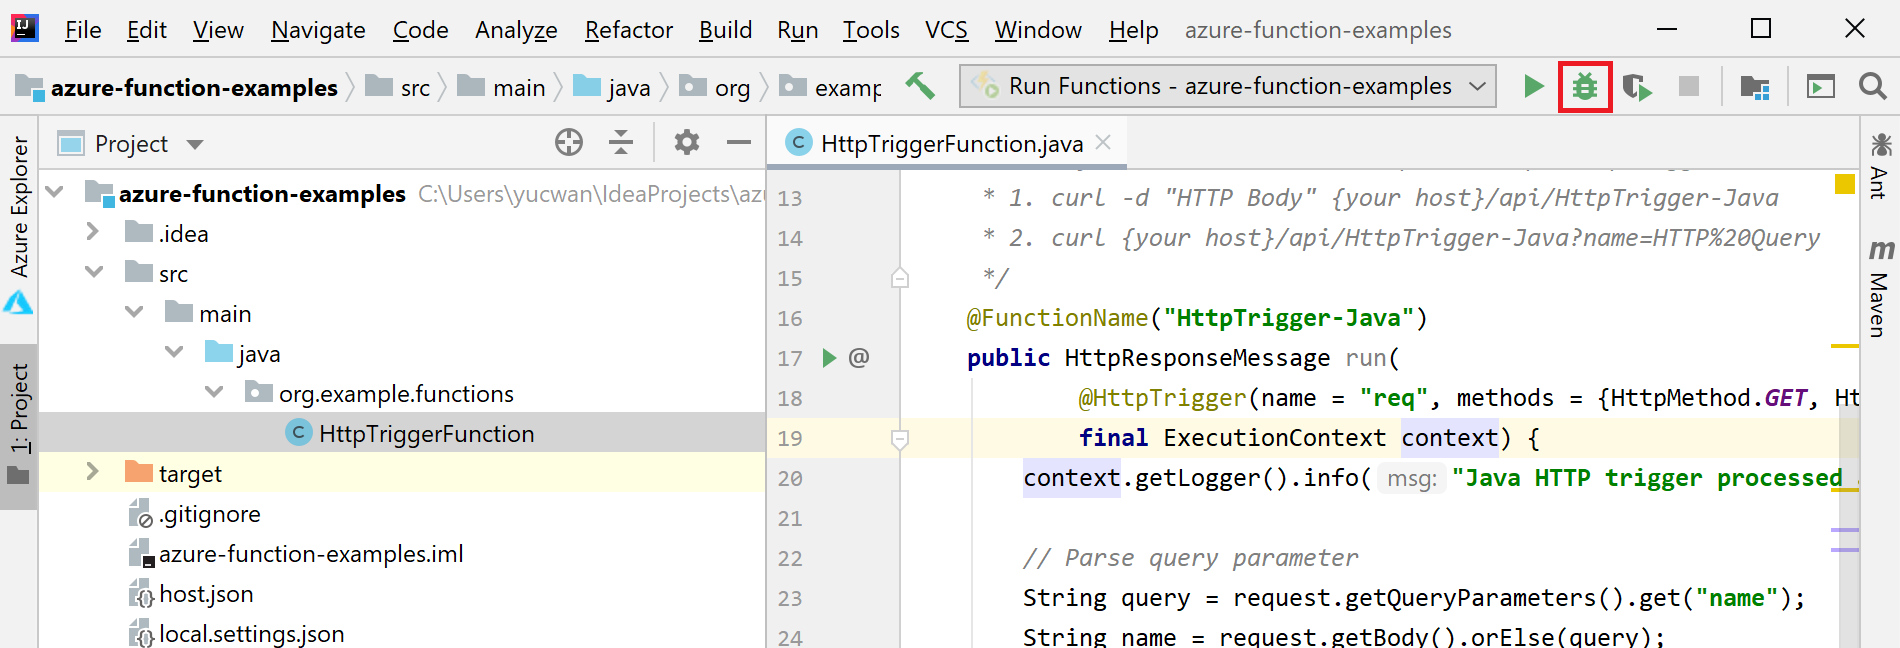 IJ File Edit View Navigate Code Analyze Refactor Build Run Tools VCS Window Help azure-function-examples
azure-function-examples src main java org examp Run Functions - azure-function-examples
Project
HttpTriggerFunction.java
Azure Explorer
1: Project
azure-function-examples C:\Users\yucwan\IdeaProjects\az
.idea
src
main
java
org.example.functions
C HttpTriggerFunction
target
.gitignore
azure-function-examples.iml
host.json
local.settings.json
13 * 1. curl -d "HTTP Body" {your host}/api/HttpTrigger-Java
14 * 2. curl {your host}/api/HttpTrigger-Java?name=HTTP%20Query
15 */
16 @FunctionName("HttpTrigger-Java")
17 @ public HttpResponseMessage run(
18 @HttpTrigger(name = "req", methods = {HttpMethod.GET, Ht
19 final ExecutionContext context) {
20 context.getLogger().info( msg: "Java HTTP trigger processed
21
22 // Parse query parameter
23 String query = request.getQueryParameters().get("name");
24 String name = request.getBody().orElse(query);
Ant
m Maven